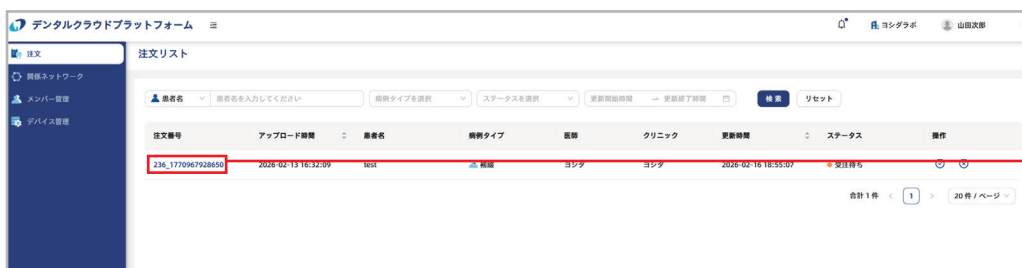 デンタルクラウドプラットフォーム ヨシダラボ 山田次郎
注文
関係ネットワーク
メンバー管理
デバイス管理
注文リスト
患者名 患者名を入力してください 病例タイプを選択 ステータスを選択 更新開始時間 → 更新終了時間 検索 リセット
注文番号 アップロード時間 患者名 病例タイプ 医師 クリニック 更新時間 ステータス 操作
236_1770967928650 2026-02-13 16:32:09 test 補綴 ヨシダ ヨシダ 2026-02-16 18:55:07 受注待ち
合計 1 件 < 1 > 20 件 / ページ